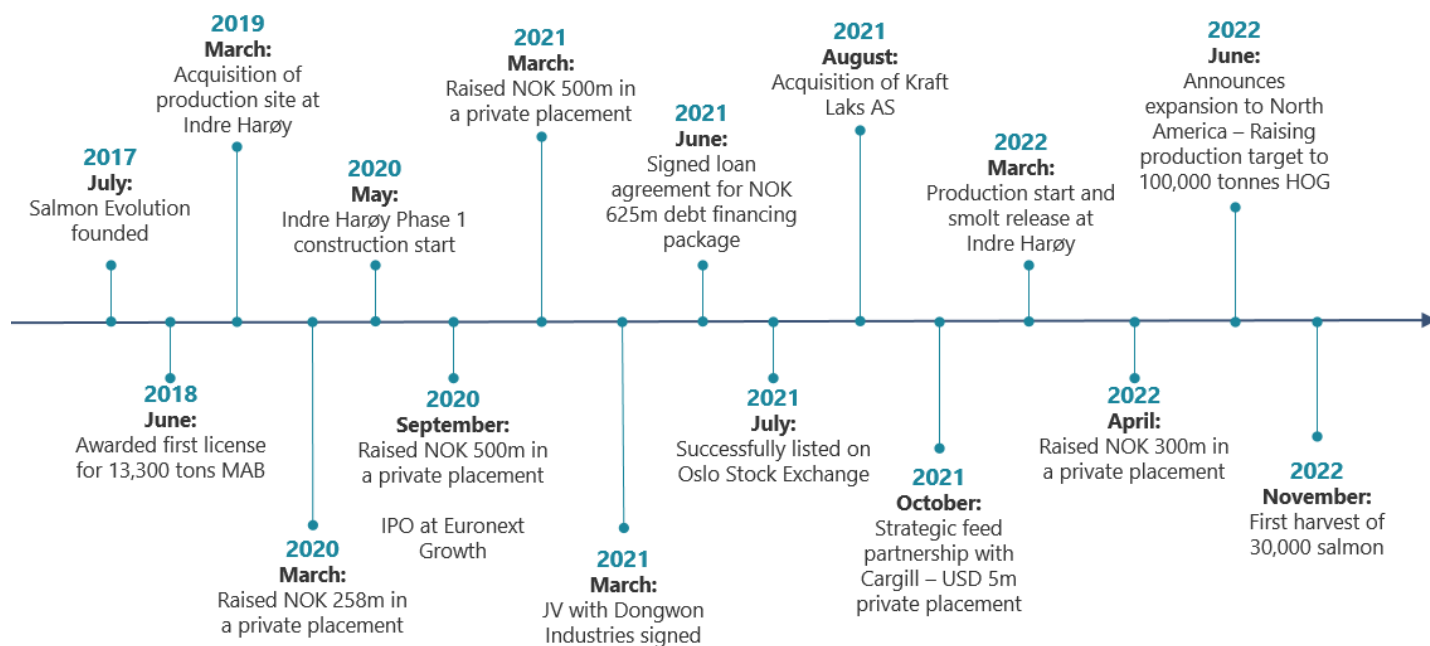 2017
July:
Salmon Evolution
founded
2018
June:
Awarded first license
for 13,300 tons MAB
2019
March:
Acquisition of
production site at
Indre Harøy
2020
March:
Raised NOK 258m in
a private placement
2020
May:
Indre Harøy Phase 1
construction start
2020
September:
Raised NOK 500m in
a private placement
IPO at Euronext
Growth
2021
March:
Raised NOK 500m in
a private placement
2021
March:
JV with Dongwon
Industries signed
2021
June:
Signed loan
agreement for NOK
625m debt financing
package
2021
July:
Successfully listed on
Oslo Stock Exchange
2021
August:
Acquisition of Kraft
Laks AS
2021
October:
Strategic feed
partnership with
Cargill – USD 5m
private placement
2022
March:
Production start and
smolt release at
Indre Harøy
2022
April:
Raised NOK 300m in
a private placement
2022
June:
Announces
expansion to North
America – Raising
production target to
100,000 tonnes HOG
2022
November:
First harvest of
30,000 salmon